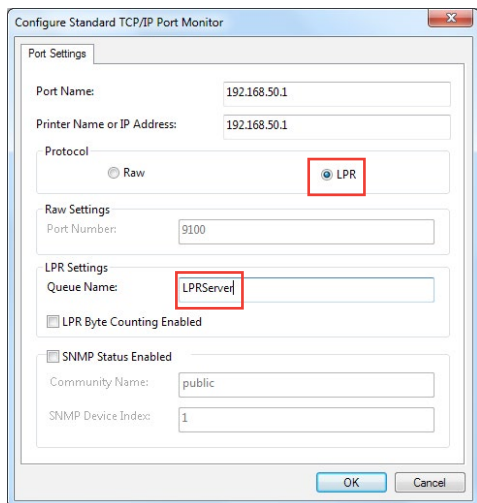 Configure Standard TCP/IP Port Monitor
Port Settings
Port Name: 192.168.50.1
Printer Name or IP Address: 192.168.50.1
Protocol
Raw LPR
Raw Settings
Port Number: 9100
LPR Settings
Queue Name: LPRServer
LPR Byte Counting Enabled
SNMP Status Enabled
Community Name: public
SNMP Device Index: 1
OK Cancel